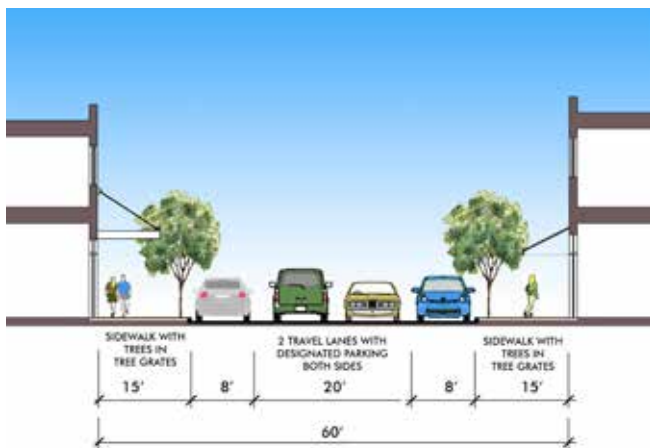 SIDEWALK WITH
TREES IN
TREE GRATES
2 TRAVEL LANES WITH
DESIGNATED PARKING
BOTH SIDES
SIDEWALK WITH
TREES IN
TREE GRATES
15' 8' 20' 8' 15'
60'